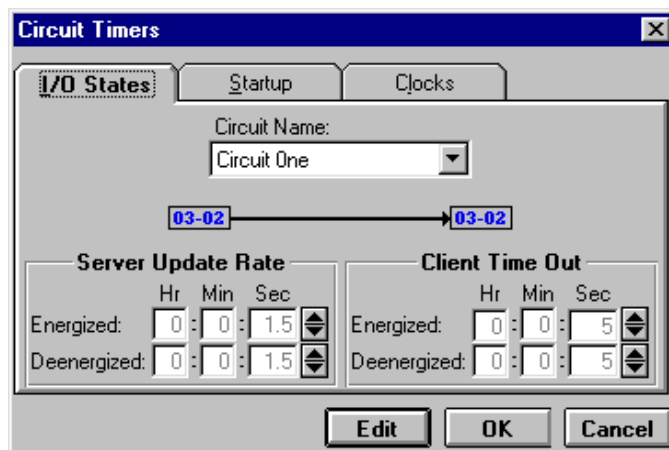 Circuit Timers
I/O States Startup Clocks
Circuit Name:
Circuit One
03-02 03-02
Server Update Rate Client Time Out
Hr Min Sec Hr Min Sec
Energized: 0 : 0 : 1.5 Energized: 0 : 0 : 5
Deenergized: 0 : 0 : 1.5 Deenergized: 0 : 0 : 5
Edit OK Cancel